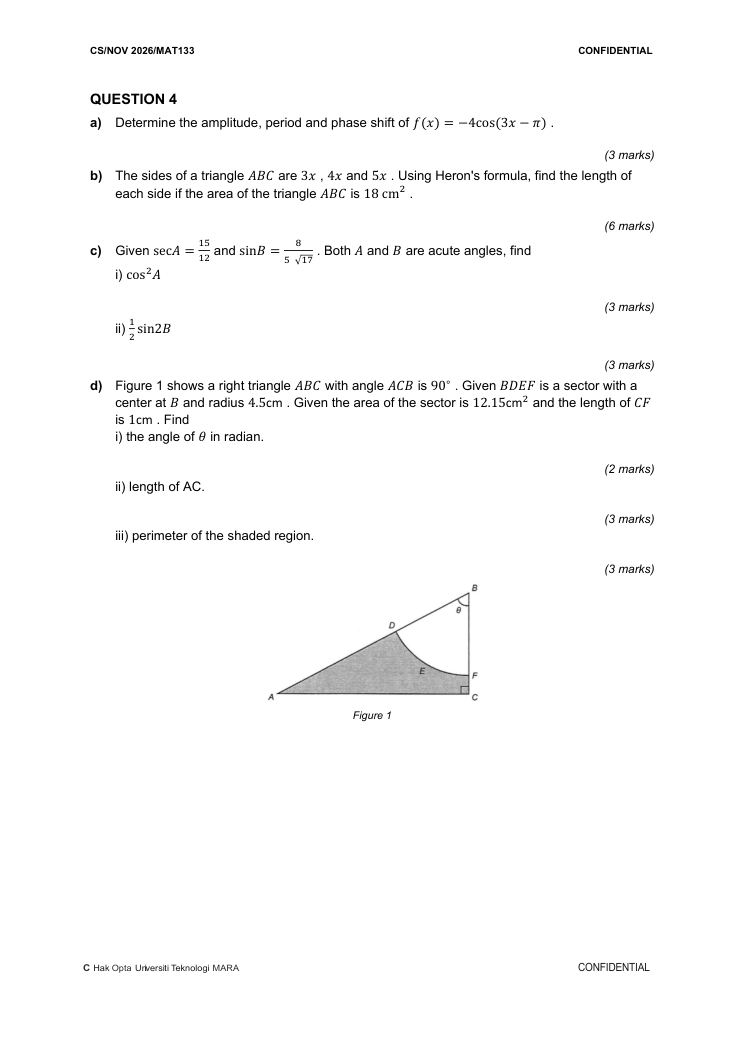 CS/NOV 2026/MAT133 CONFIDENTIAL
QUESTION 4
a) Determine the amplitude, period and phase shift of f(x) = −4cos(3x − π) .
(3 marks)
b) The sides of a triangle ABC are 3x , 4x and 5x . Using Heron's formula, find the length of
each side if the area of the triangle ABC is 18 cm² .
(6 marks)
c) Given secA = 15/12 and sinB = 8/(5 √17) . Both A and B are acute angles, find
i) cos²A
(3 marks)
ii) 1/2 sin2B
(3 marks)
d) Figure 1 shows a right triangle ABC with angle ACB is 90° . Given BDEF is a sector with a
center at B and radius 4.5cm . Given the area of the sector is 12.15cm² and the length of CF
is 1cm . Find
i) the angle of θ in radian.
(2 marks)
ii) length of AC.
(3 marks)
iii) perimeter of the shaded region.
(3 marks)
B
θ
D
E
F
A
C
Figure 1
C Hak Opta Universiti Teknologi MARA CONFIDENTIAL